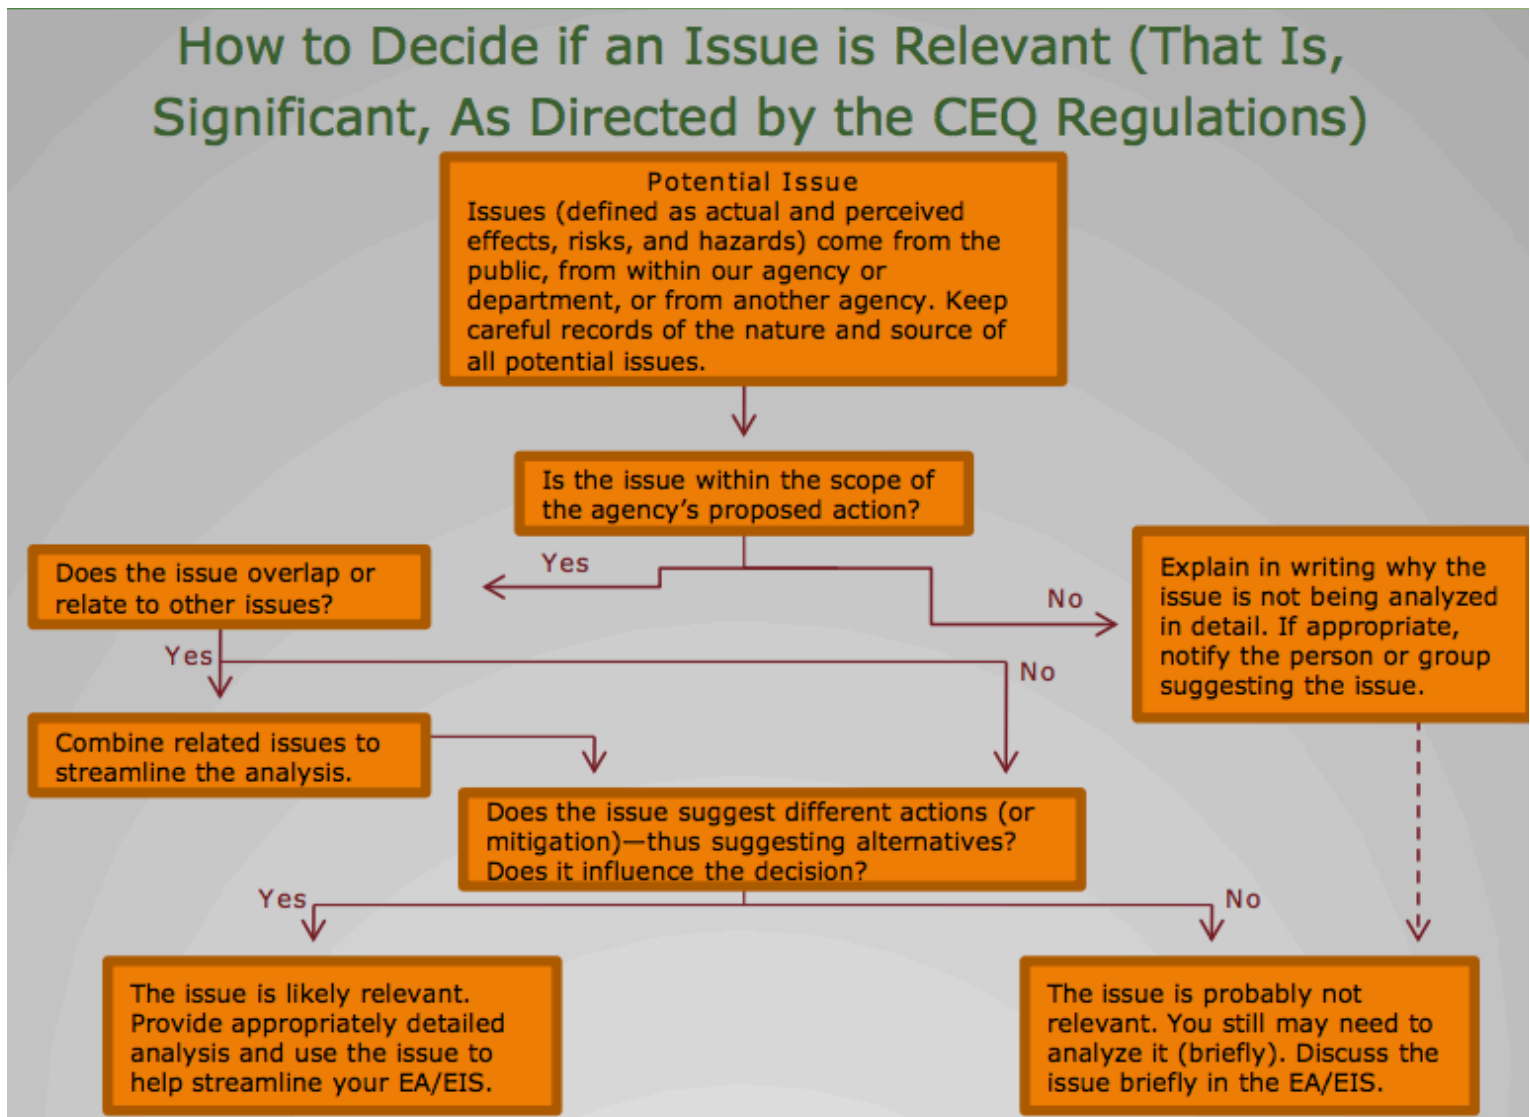 How to Decide if an Issue is Relevant (That Is,
Significant, As Directed by the CEQ Regulations)
Potential Issue
Issues (defined as actual and perceived
effects, risks, and hazards) come from the
public, from within our agency or
department, or from another agency. Keep
careful records of the nature and source of
all potential issues.
Is the issue within the scope of
the agency’s proposed action?
Yes
No
Does the issue overlap or
relate to other issues?
Explain in writing why the
issue is not being analyzed
in detail. If appropriate,
notify the person or group
suggesting the issue.
Yes
No
Combine related issues to
streamline the analysis.
Does the issue suggest different actions (or
mitigation)—thus suggesting alternatives?
Does it influence the decision?
Yes
No
The issue is likely relevant.
Provide appropriately detailed
analysis and use the issue to
help streamline your EA/EIS.
The issue is probably not
relevant. You still may need to
analyze it (briefly). Discuss the
issue briefly in the EA/EIS.